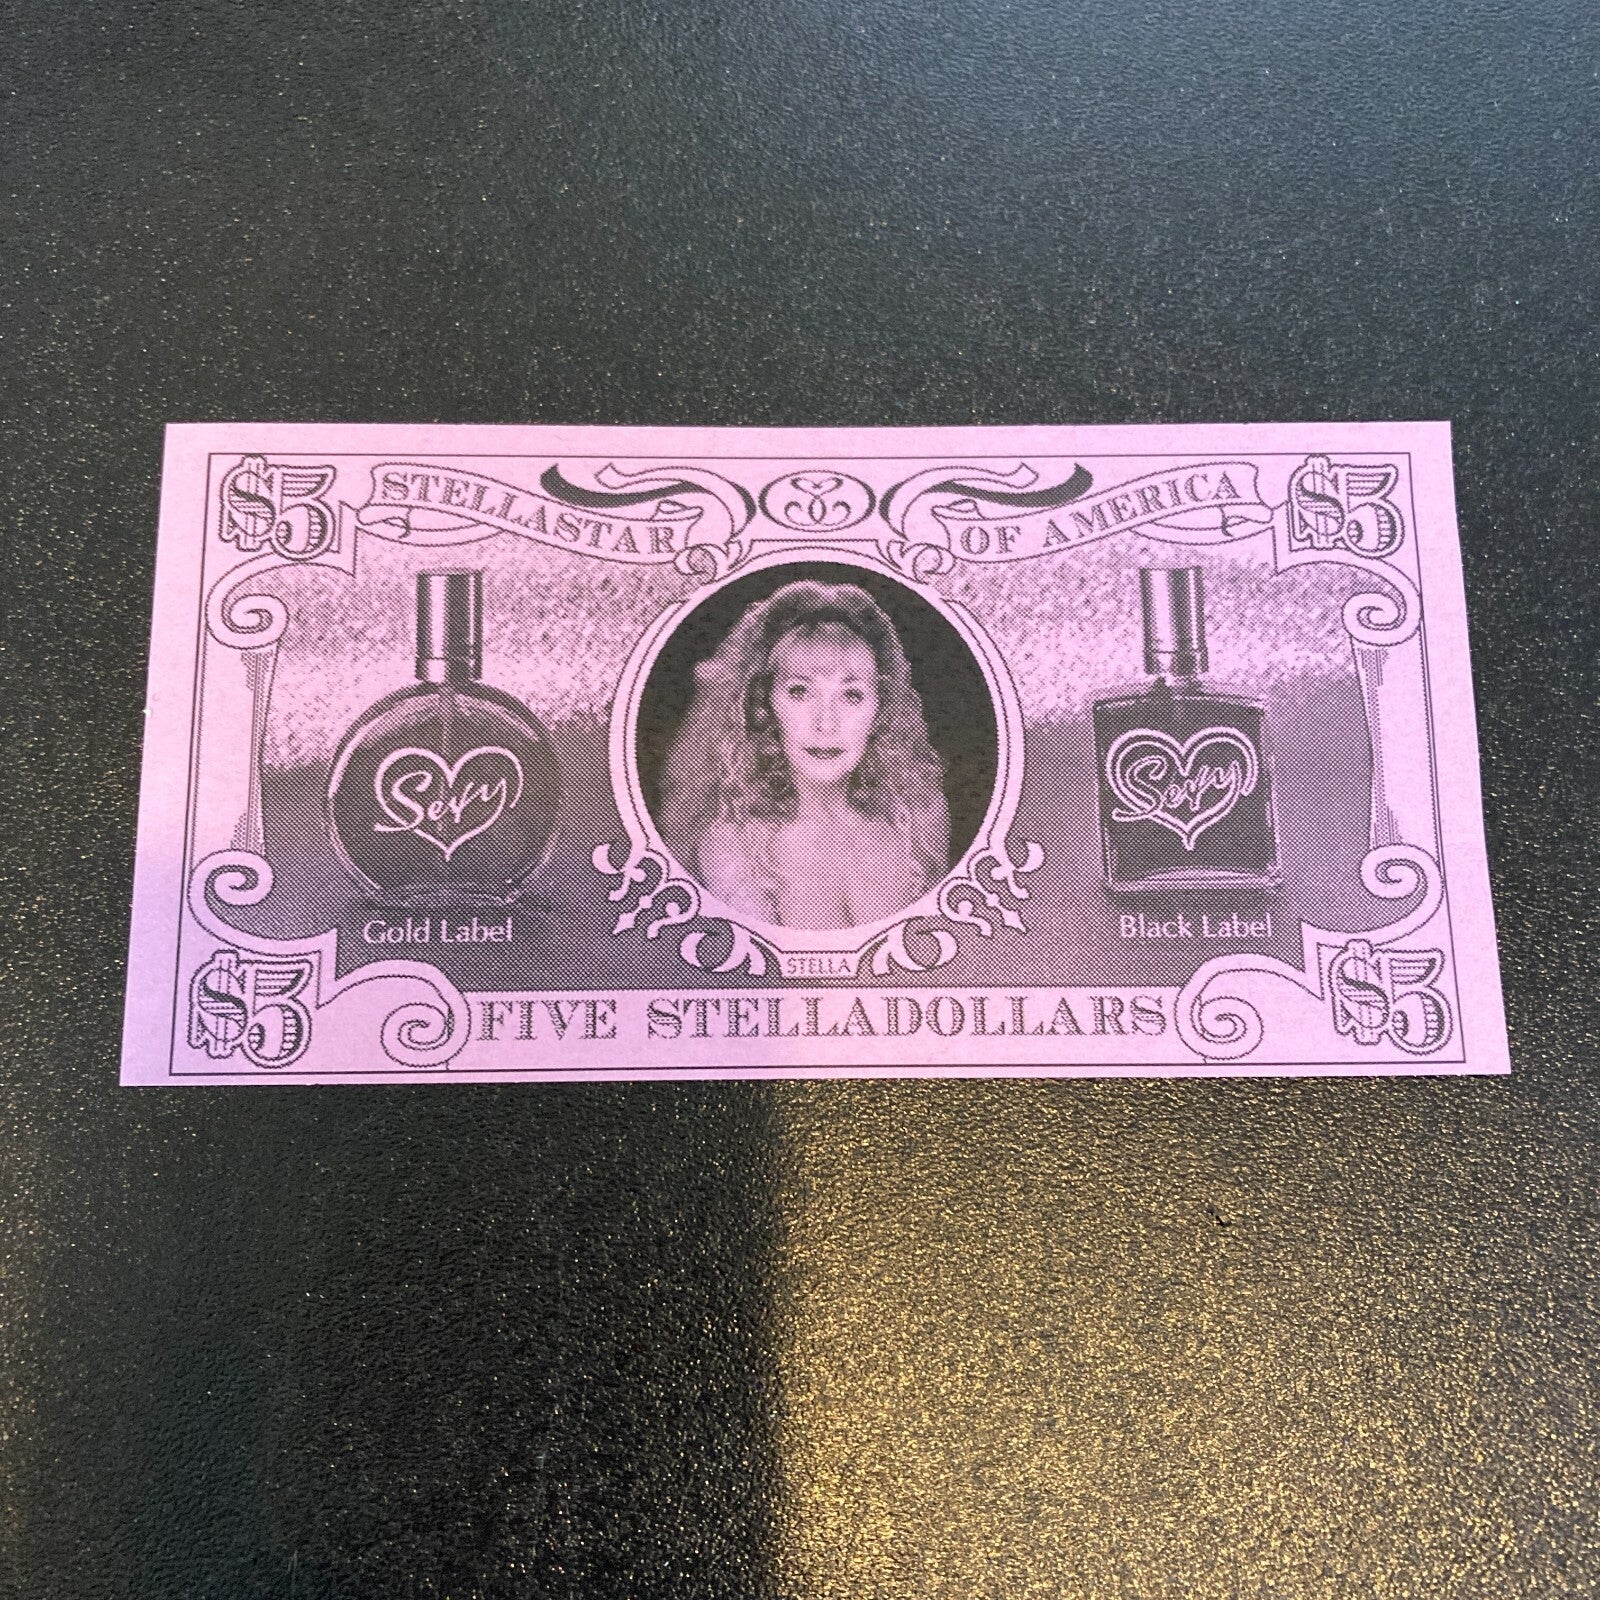 $5 STELLASTAR OF AMERICA $5
Sexy
Sexy
Gold Label
Black Label
STELLA
$5 FIVE STELLADOLLARS $5